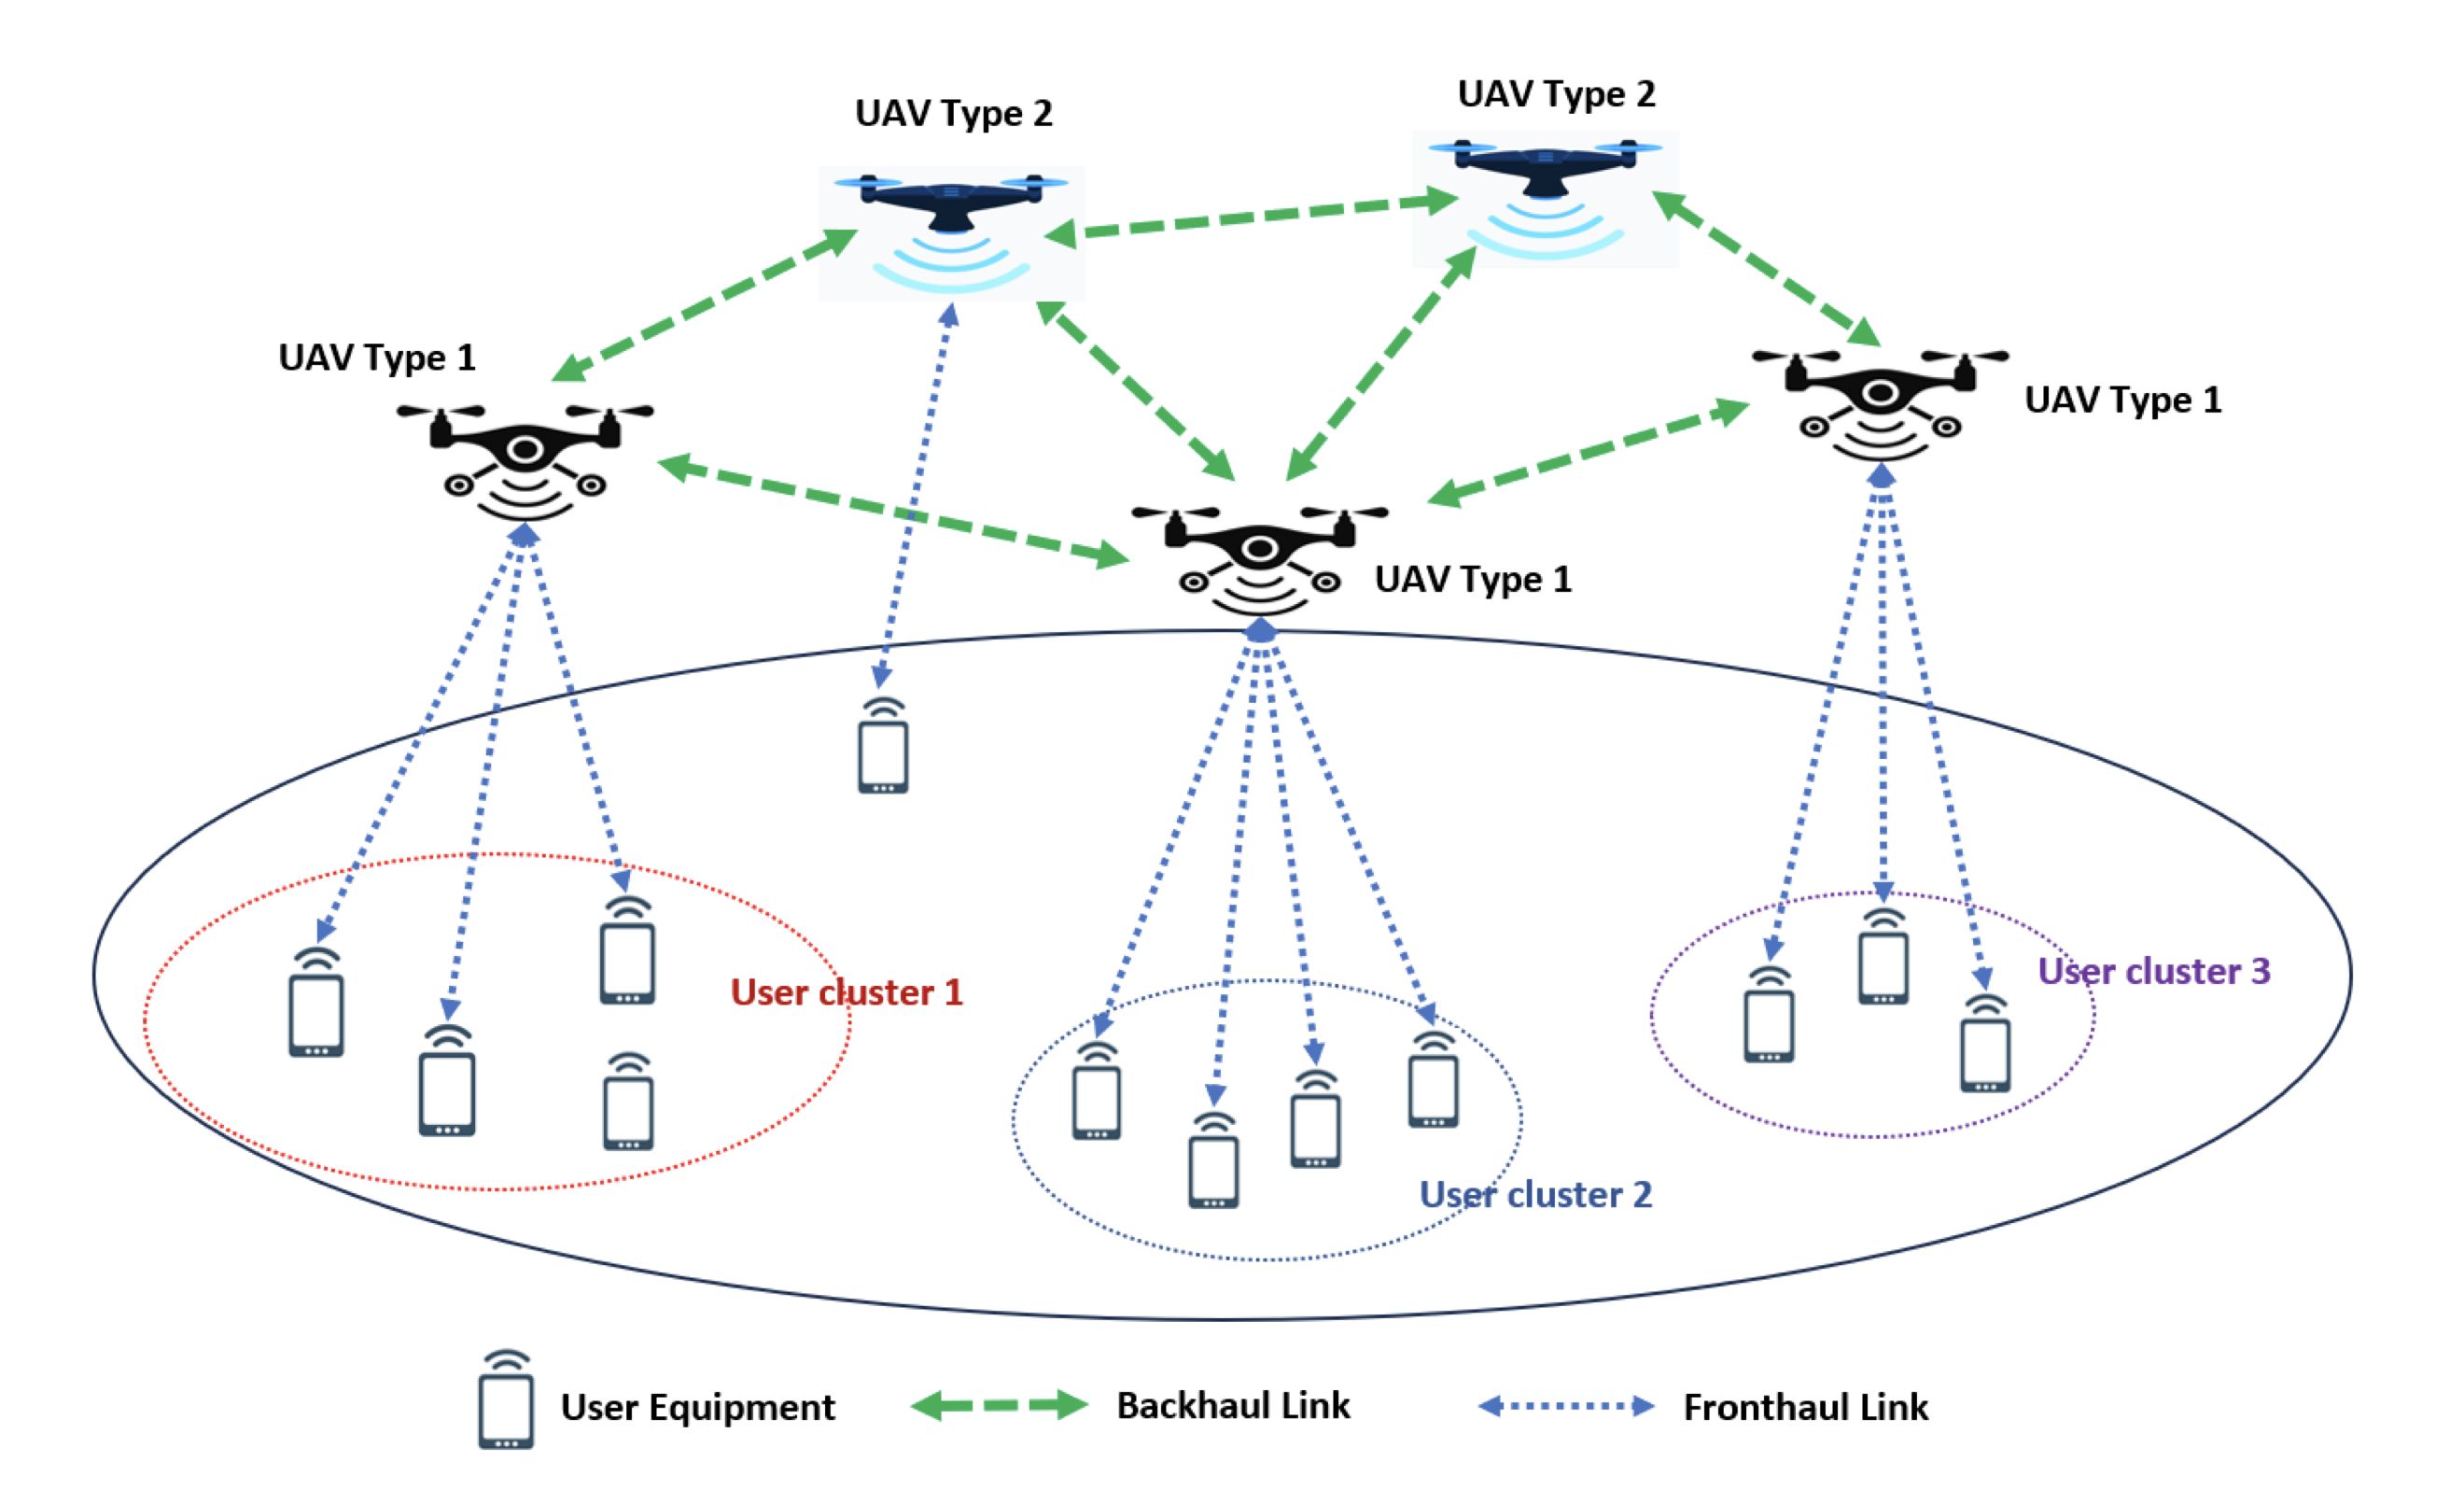 UAV Type 2
UAV Type 2
UAV Type 1
UAV Type 1
UAV Type 1
User cluster 1
User cluster 3
User cluster 2
User Equipment
Backhaul Link
Fronthaul Link